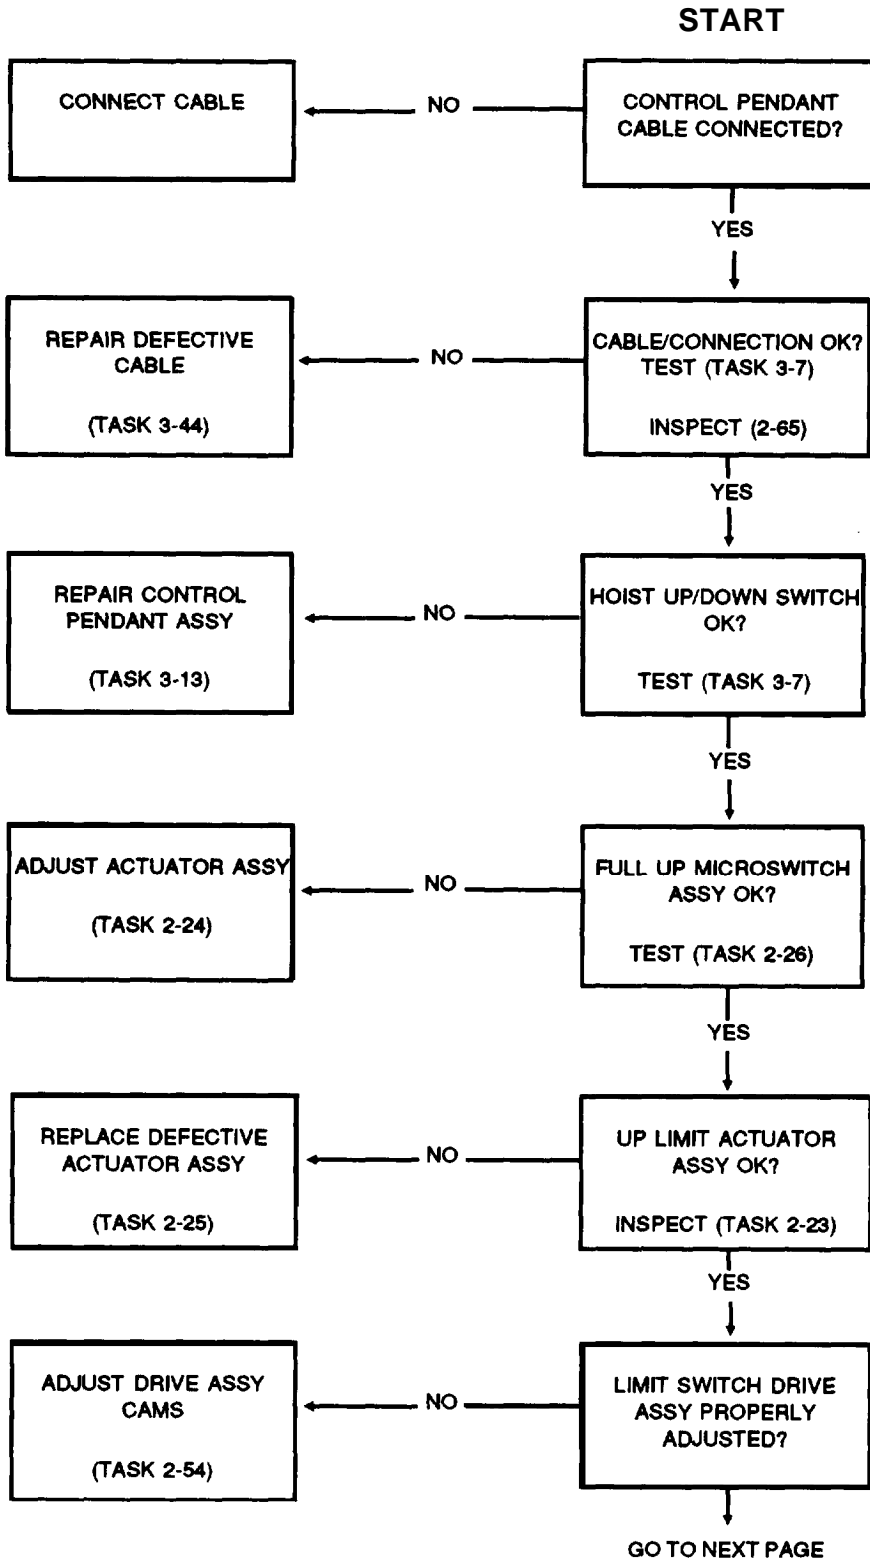 START
CONNECT CABLE
NO
CONTROL PENDANT
CABLE CONNECTED?
YES
REPAIR DEFECTIVE
CABLE
(TASK 3-44)
NO
CABLE/CONNECTION OK?
TEST (TASK 3-7)
INSPECT (2-65)
YES
REPAIR CONTROL
PENDANT ASSY
(TASK 3-13)
NO
HOIST UP/DOWN SWITCH
OK?
TEST (TASK 3-7)
YES
ADJUST ACTUATOR ASSY
(TASK 2-24)
NO
FULL UP MICROSWITCH
ASSY OK?
TEST (TASK 2-26)
YES
REPLACE DEFECTIVE
ACTUATOR ASSY
(TASK 2-25)
NO
UP LIMIT ACTUATOR
ASSY OK?
INSPECT (TASK 2-23)
YES
ADJUST DRIVE ASSY
CAMS
(TASK 2-54)
NO
LIMIT SWITCH DRIVE
ASSY PROPERLY
ADJUSTED?
GO TO NEXT PAGE